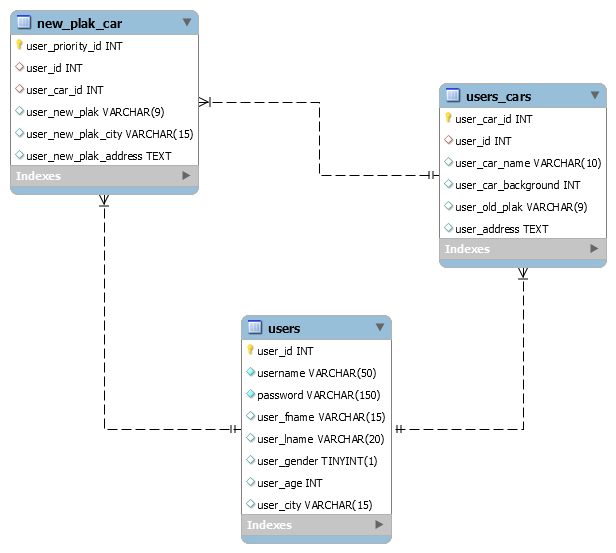 new_plak_car
user_priority_id INT
user_id INT
user_car_id INT
user_new_plak VARCHAR(9)
user_new_plak_city VARCHAR(15)
user_new_plak_address TEXT
Indexes
users_cars
user_car_id INT
user_id INT
user_car_name VARCHAR(10)
user_car_background INT
user_old_plak VARCHAR(9)
user_address TEXT
Indexes
users
user_id INT
username VARCHAR(50)
password VARCHAR(150)
user_fname VARCHAR(15)
user_lname VARCHAR(20)
user_gender TINYINT(1)
user_age INT
user_city VARCHAR(15)
Indexes